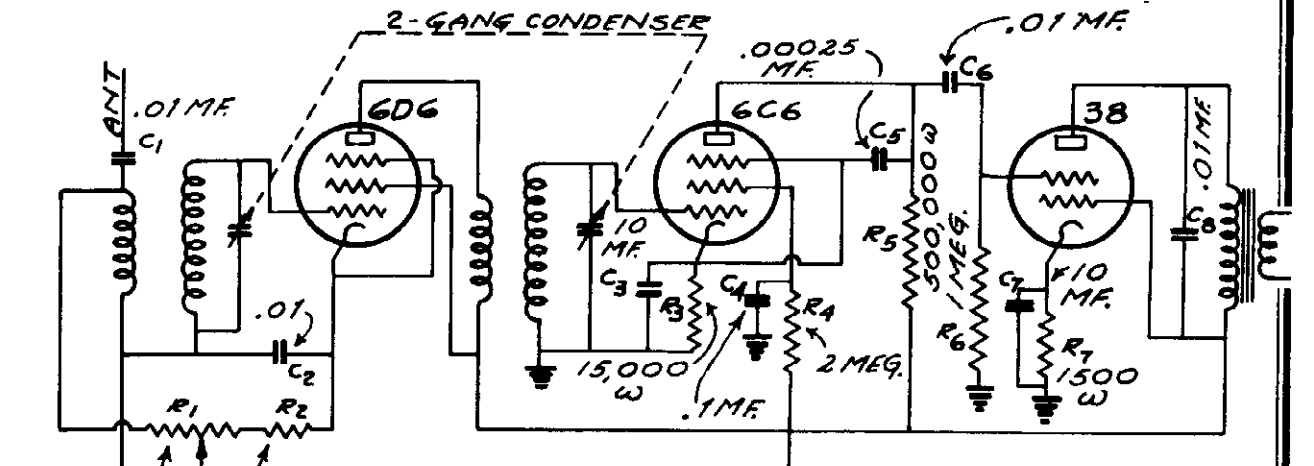 2-GANG CONDENSER
.01 MF.
.00025
MF.
C6
ANT
.01 MF.
C1
6D6
6C6
38
C5
500,000 ω
.01 MF.
R5
1 MEG.
C8
10
MF.
C3
R3
C4
R4
C7
10
MF.
.01
C2
15,000
ω
2 MEG.
R6
R7
1500
ω
.1 MF.
R1
R2